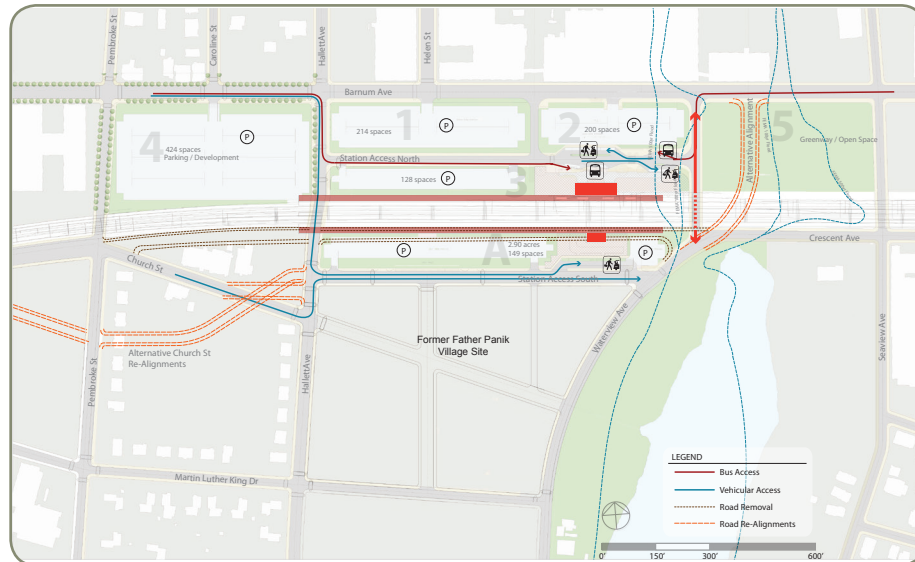 Pembroke St
Caroline St
HallettAve
Helen St
Barnum Ave
4
424 spaces
Parking / Development
P
214 spaces
1
P
2
200 spaces
P
5
Greenway / Open Space
Alternative Alignment
Station Access North
128 spaces
P
3
P
2.90 acres
149 spaces
A
P
Station Access South
Crescent Ave
Church St
Alternative Church St
Re-Alignments
Former Father Panik
Village Site
HallettAve
Pembroke St
Waterview Ave
Seaview Ave
Martin Luther King Dr
LEGEND
Bus Access
Vehicular Access
Road Removal
Road Re-Alignments
0'
150'
300'
600'